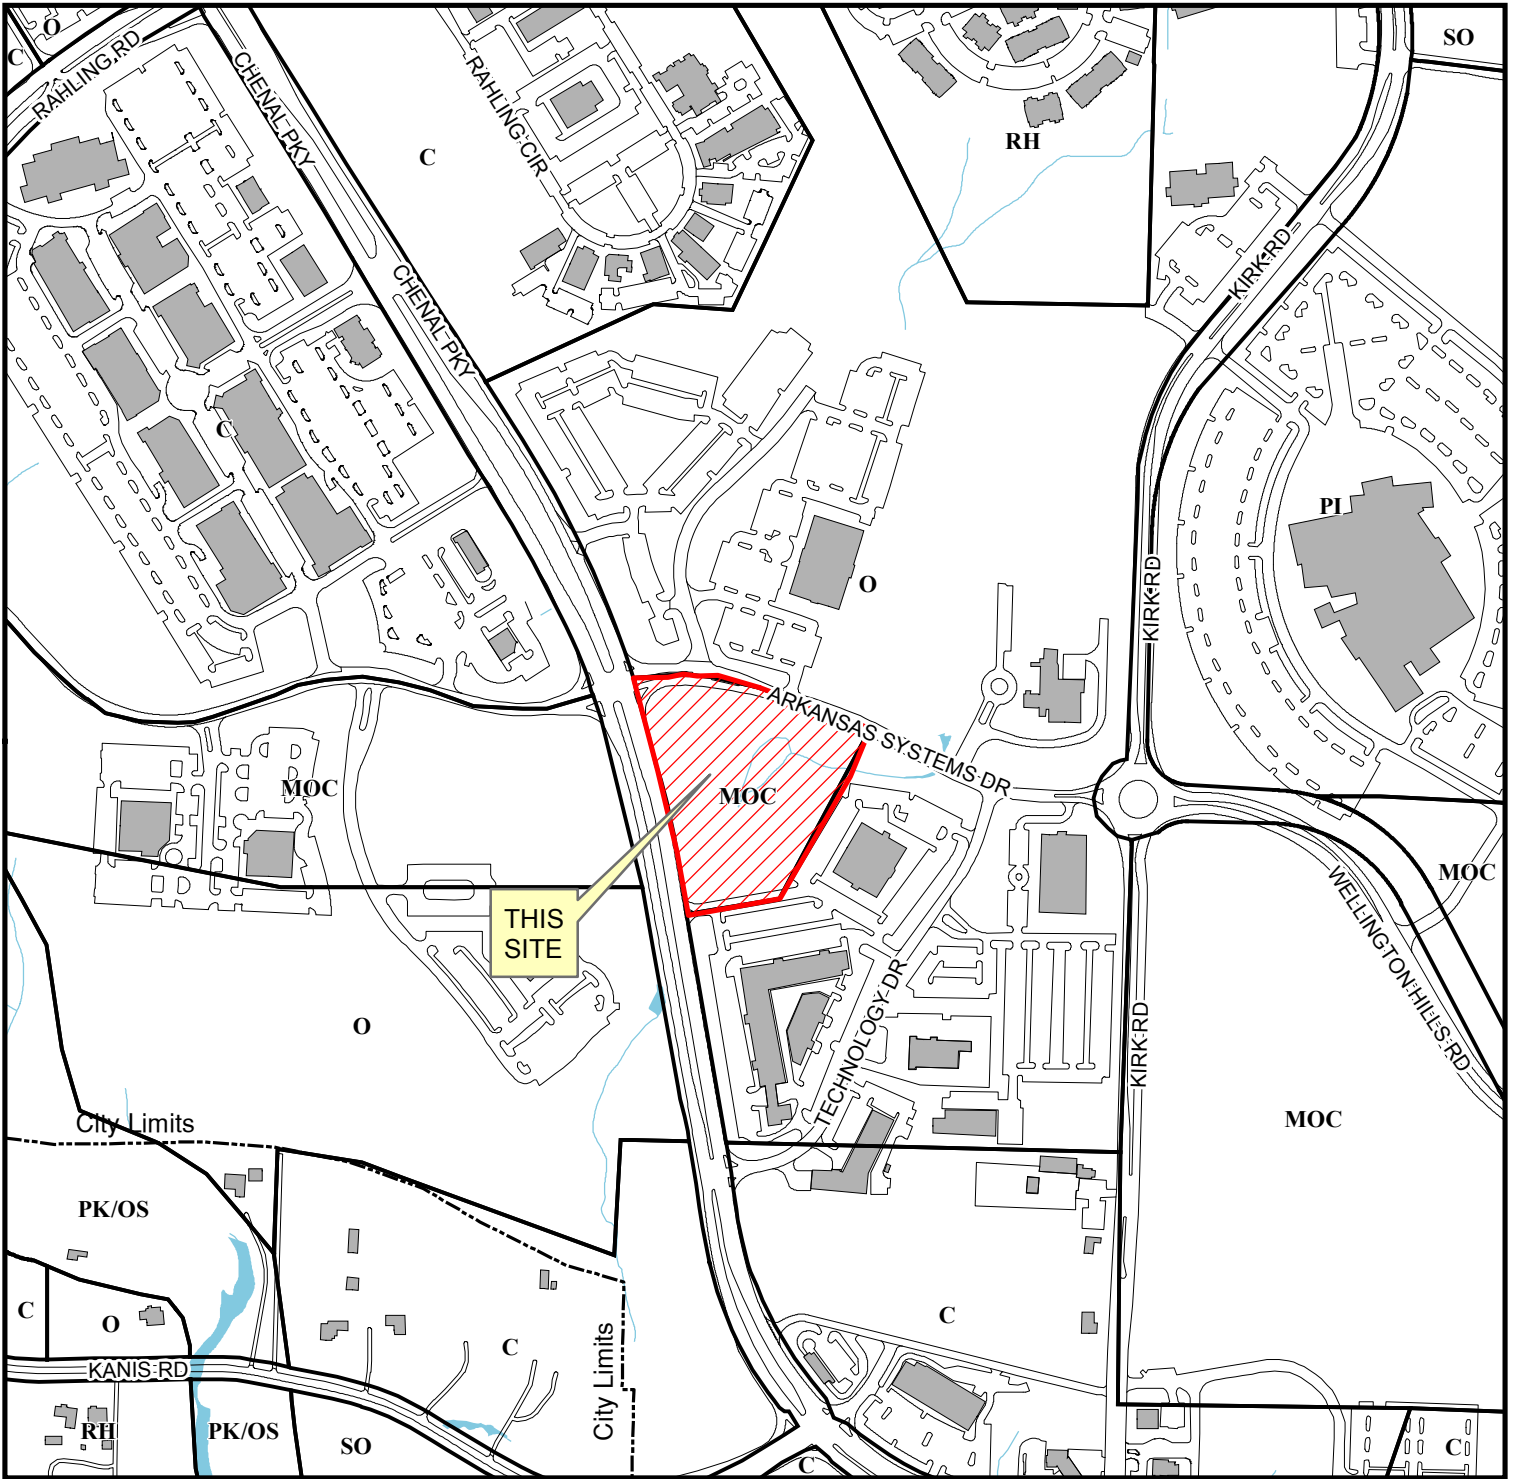 O
SO
C
RAHLING RD
CHENAL PKY
RAHLING CIR
C
RH
KIRK RD
CHENAL PKY
C
PI
O
KIRK RD
ARKANSAS SYSTEMS DR
MOC
MOC
MOC
WELLINGTON HILLS RD
THIS
SITE
TECHNOLOGY DR
O
KIRK RD
MOC
City Limits
PK/OS
C
O
C
C
City Limits
KANIS RD
RH
PK/OS
SO
C
C